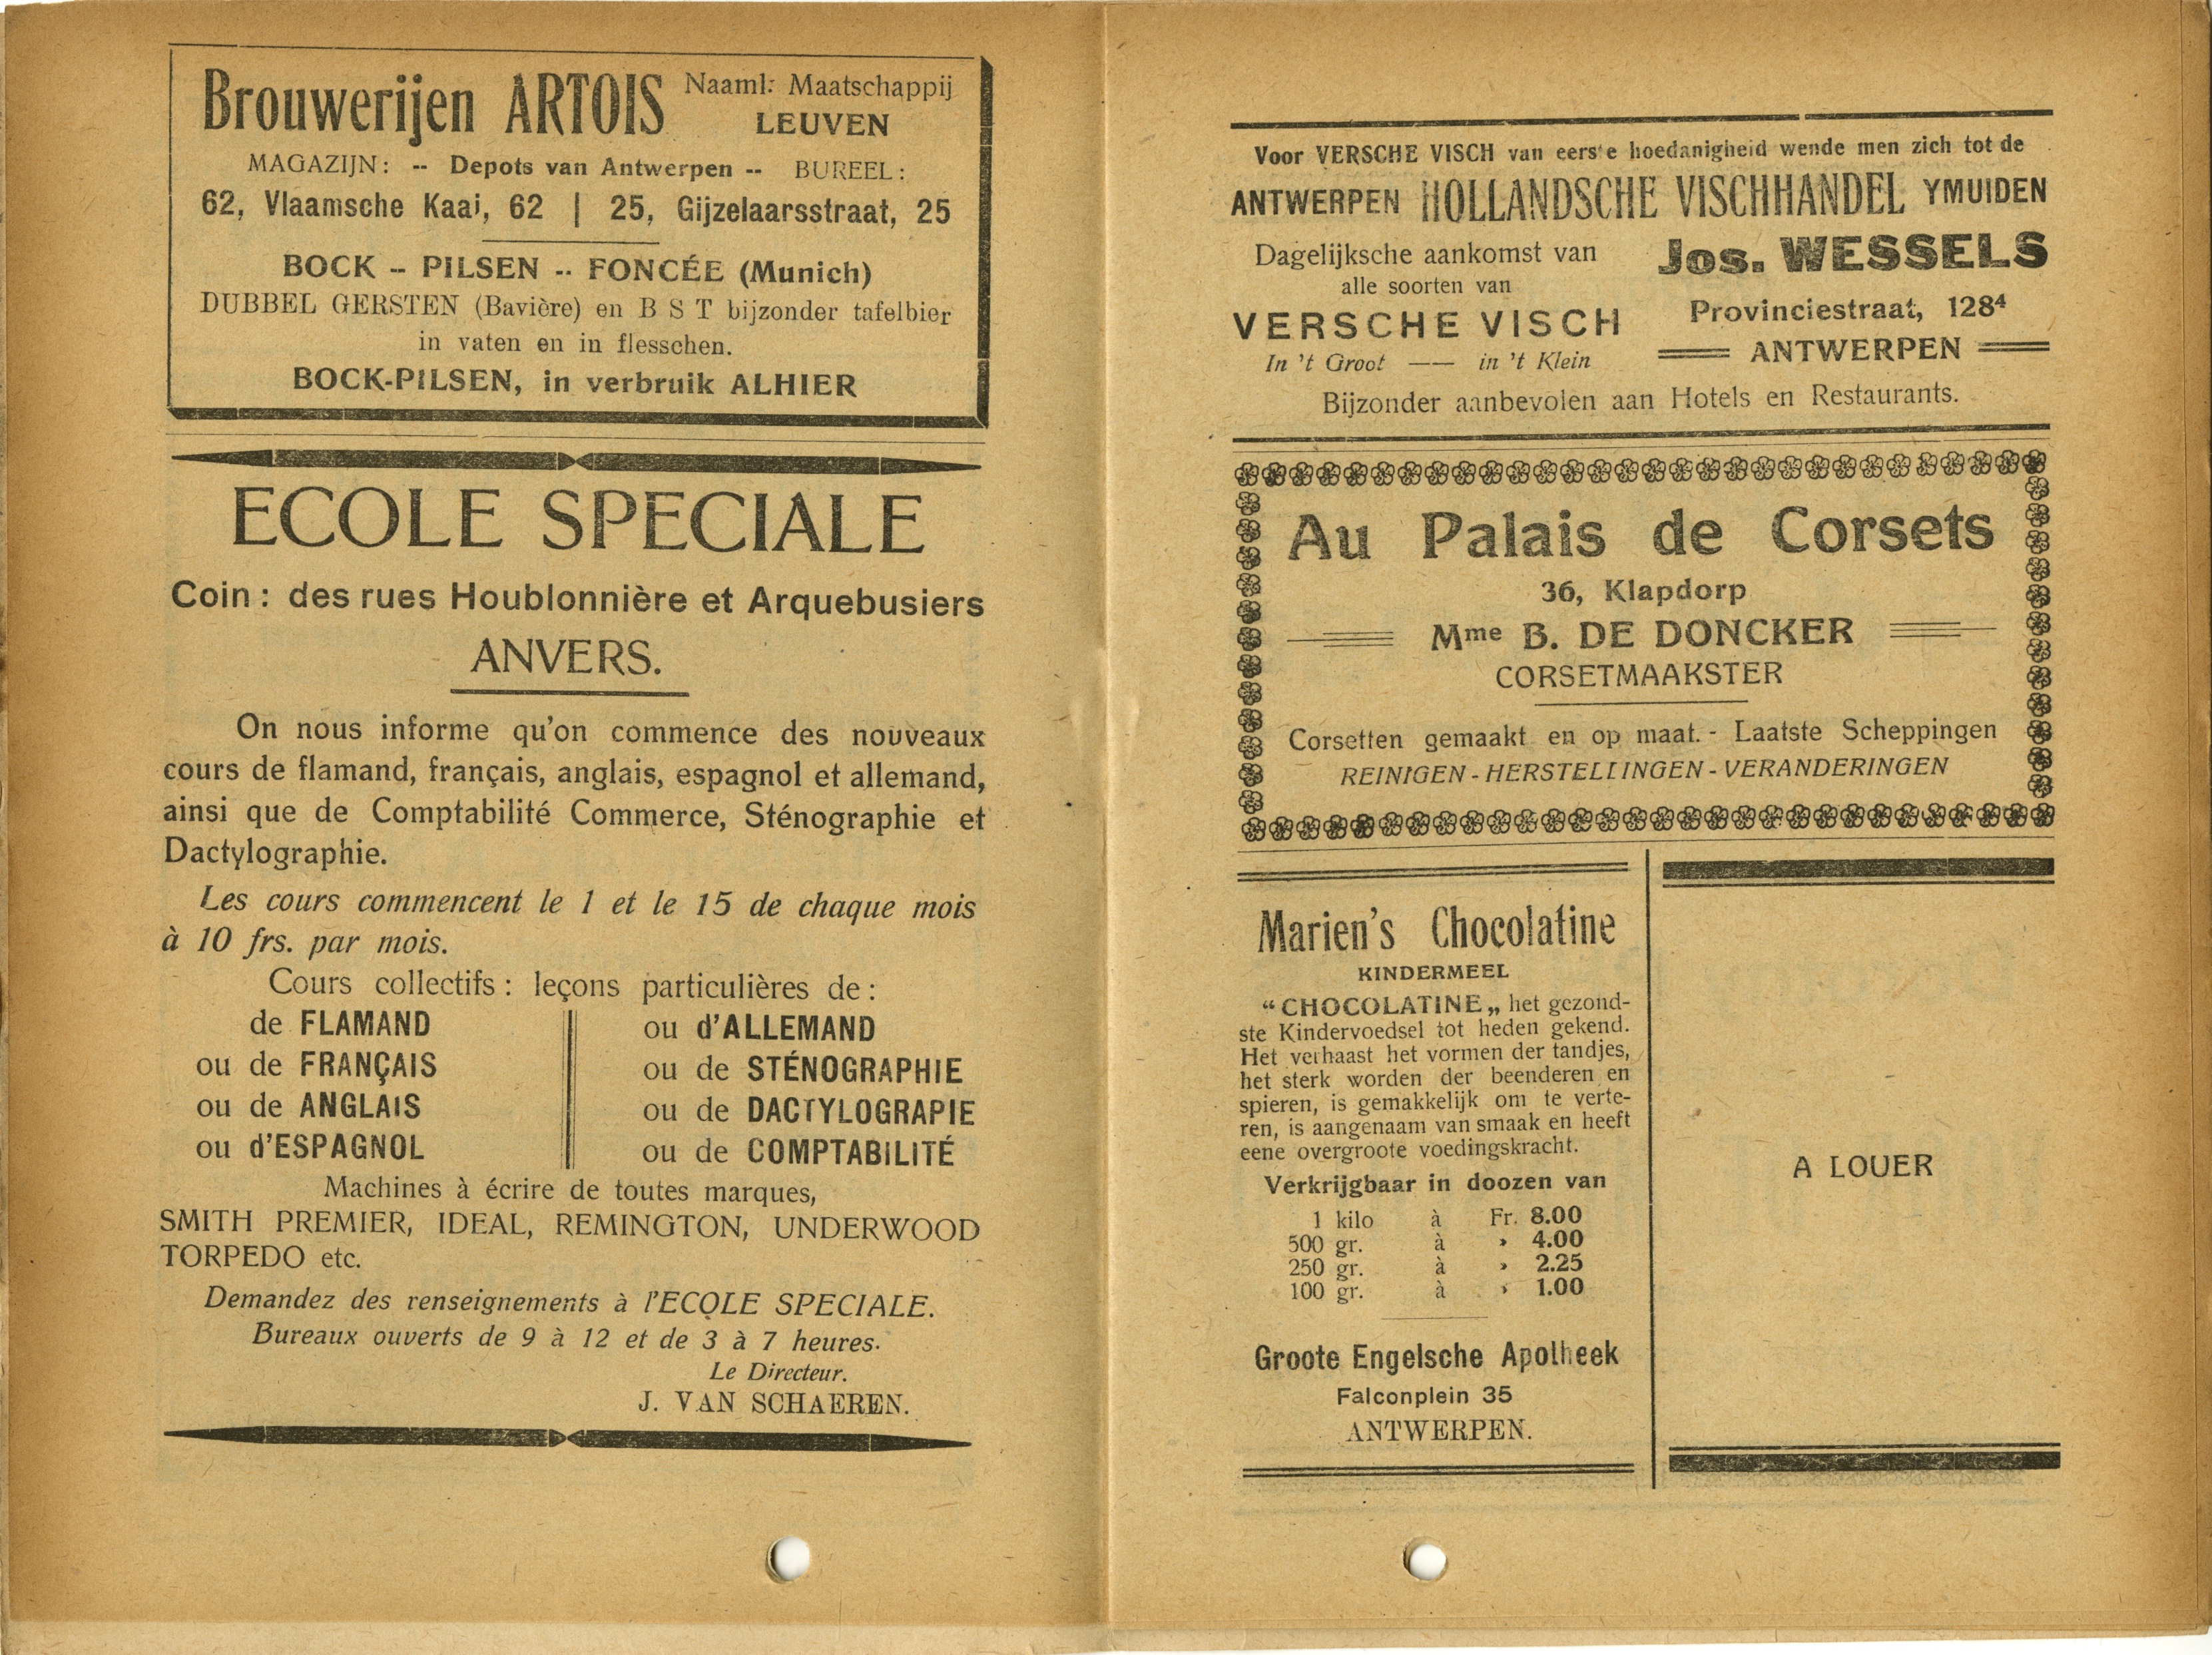 Brouwerijen ARTOIS Naaml: Maatschappij
LEUVEN
MAGAZIJN: -- Depots van Antwerpen -- BUREEL:
62, Vlaamsche Kaai, 62 | 25, Gijzelaarsstraat, 25
BOCK -- PILSEN -- FONCÉE (Munich)
DUBBEL GERSTEN (Bavière) en B S T bijzonder tafelbier
in vaten en in flesschen.
BOCK-PILSEN, in verbruik ALHIER
ECOLE SPECIALE
Coin: des rues Houblonnière et Arquebusiers
ANVERS.
On nous informe qu'on commence des nouveaux
cours de flamand, français, anglais, espagnol et allemand,
ainsi que de Comptabilité Commerce, Sténographie et
Dactylographie.
Les cours commencent le 1 et le 15 de chaque mois
à 10 frs. par mois.
Cours collectifs: leçons particulières de:
de FLAMAND
ou de FRANÇAIS
ou de ANGLAIS
ou d'ESPAGNOL
ou d'ALLEMAND
ou de STÉNOGRAPHIE
ou de DACTYLOGRAPIE
ou de COMPTABILITÉ
Machines à écrire de toutes marques,
SMITH PREMIER, IDEAL, REMINGTON, UNDERWOOD
TORPEDO etc.
Demandez des renseignements à l'ECOLE SPECIALE.
Bureaux ouverts de 9 à 12 et de 3 à 7 heures.
Le Directeur.
J. VAN SCHAEREN.
Voor VERSCHE VISCH van eerste hoedanigheid wende men zich tot de
ANTWERPEN HOLLANDSCHE VISCHHANDEL YMUIDEN
Dagelijksche aankomst van
alle soorten van
VERSCHE VISCH
In 't Groot —— in 't Klein
Jos. WESSELS
Provinciestraat, 128⁴
ANTWERPEN
Bijzonder aanbevolen aan Hotels en Restaurants.
Au Palais de Corsets
36, Klapdorp
Mme B. DE DONCKER
CORSETMAAKSTER
Corsetten gemaakt en op maat. - Laatste Scheppingen
REINIGEN - HERSTELLINGEN - VERANDERINGEN
Marien's Chocolatine
KINDERMEEL
“CHOCOLATINE„ het gezond-
ste Kindervoedsel tot heden gekend.
Het verhaast het vormen der tandjes,
het sterk worden der beenderen en
spieren, is gemakkelijk om te verte-
ren, is aangenaam van smaak en heeft
eene overgroote voedingskracht.
Verkrijgbaar in doozen van
1 kilo à Fr. 8.00
500 gr. à » 4.00
250 gr. à » 2.25
100 gr. à » 1.00
Groote Engelsche Apotheek
Falconplein 35
ANTWERPEN.
A LOUER